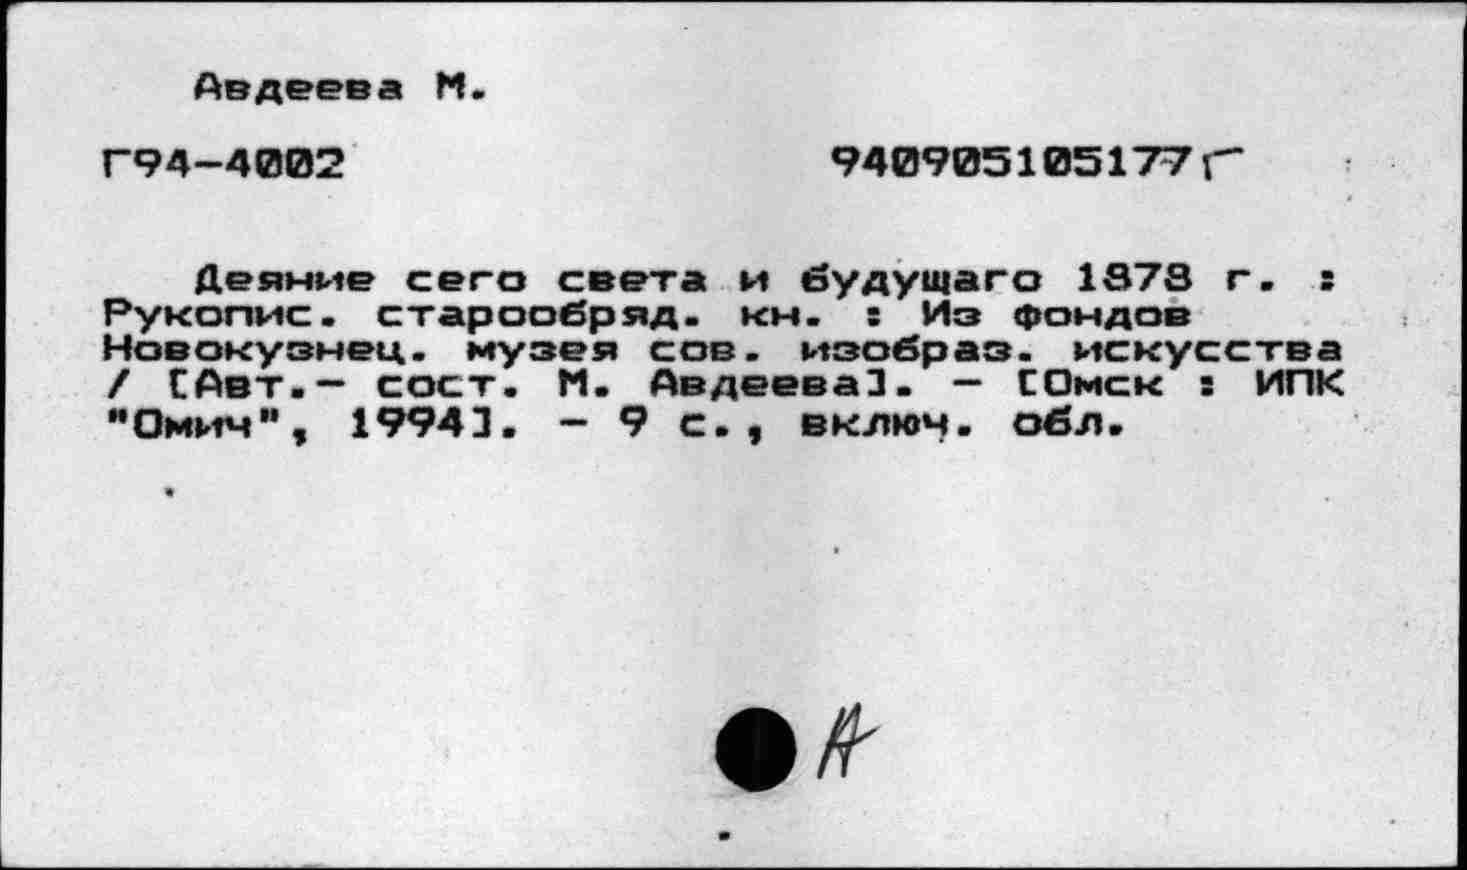 Авдеева М.
Г94-4002 940905105177Г
Деяние сего света и будущаго 1878 г. :
Рукопис. старообряд. кн. : Из фондов
Новокузнец. музея сов. изобраз. искусства
/ [Авт.- сост. М. Авдеева]. - [Омск : ИПК
"Омич", 1994]. - 9 с., включ. обл.